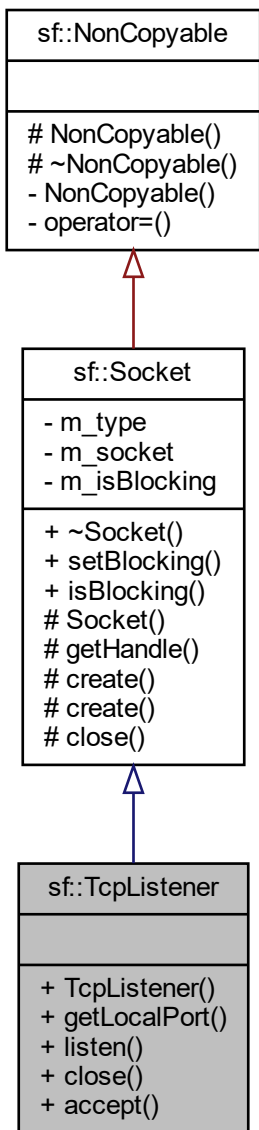 sf::NonCopyable
# NonCopyable()
# ~NonCopyable()
- NonCopyable()
- operator=()
sf::Socket
- m_type
- m_socket
- m_isBlocking
+ ~Socket()
+ setBlocking()
+ isBlocking()
# Socket()
# getHandle()
# create()
# create()
# close()
sf::TcpListener
+ TcpListener()
+ getLocalPort()
+ listen()
+ close()
+ accept()